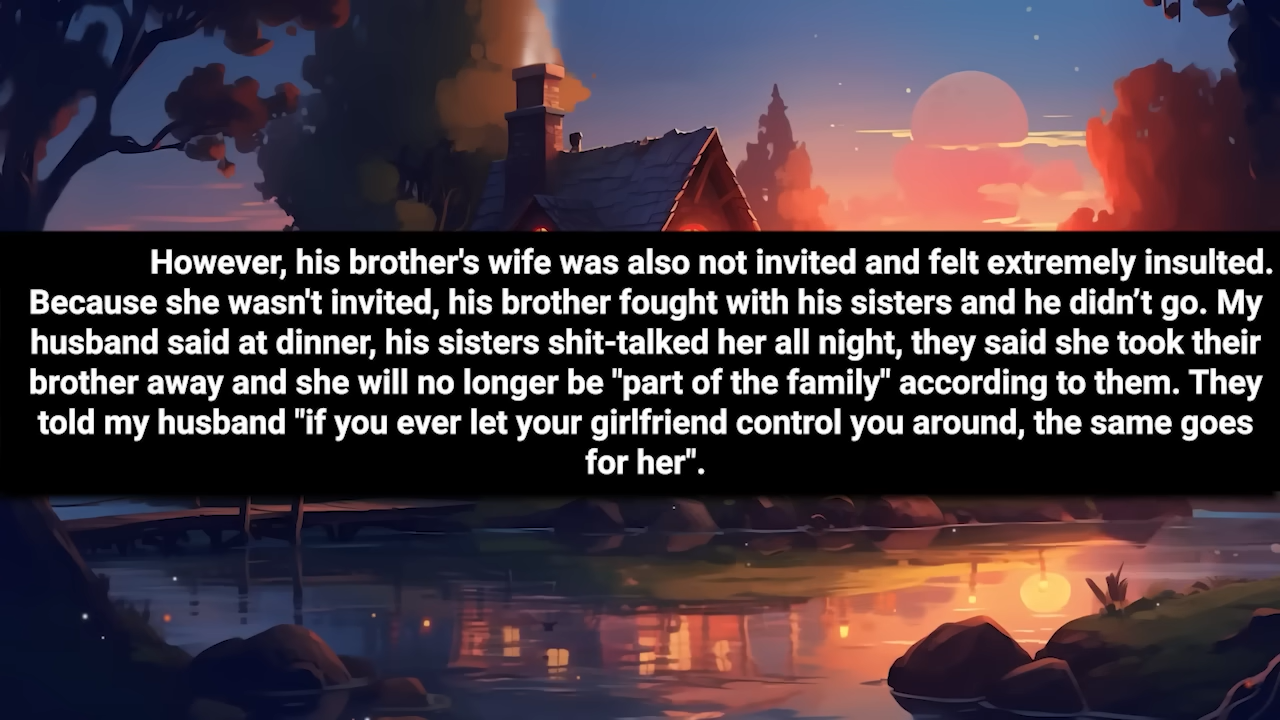 However, his brother's wife was also not invited and felt extremely insulted.
Because she wasn't invited, his brother fought with his sisters and he didn’t go. My
husband said at dinner, his sisters shit-talked her all night, they said she took their
brother away and she will no longer be "part of the family" according to them. They
told my husband "if you ever let your girlfriend control you around, the same goes
for her".